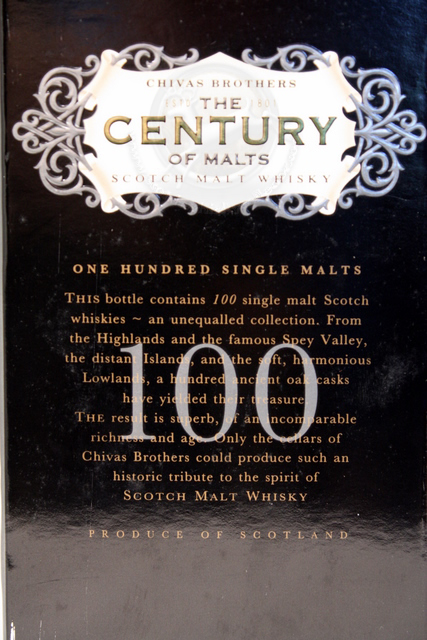 CHIVAS BROTHERS
THE
CENTURY
OF MALTS
SCOTCH MALT WHISKY
ONE HUNDRED SINGLE MALTS
THIS bottle contains 100 single malt Scotch
whiskies ~ an unequalled collection. From
the Highlands and the famous Spey Valley,
the distant Islands, and the soft, harmonious
Lowlands, a hundred ancient oak casks
have yielded their treasure.
THE result is superb, of an incomparable
richness and age. Only the cellars of
Chivas Brothers could produce such an
historic tribute to the spirit of
SCOTCH MALT WHISKY
100
PRODUCE OF SCOTLAND